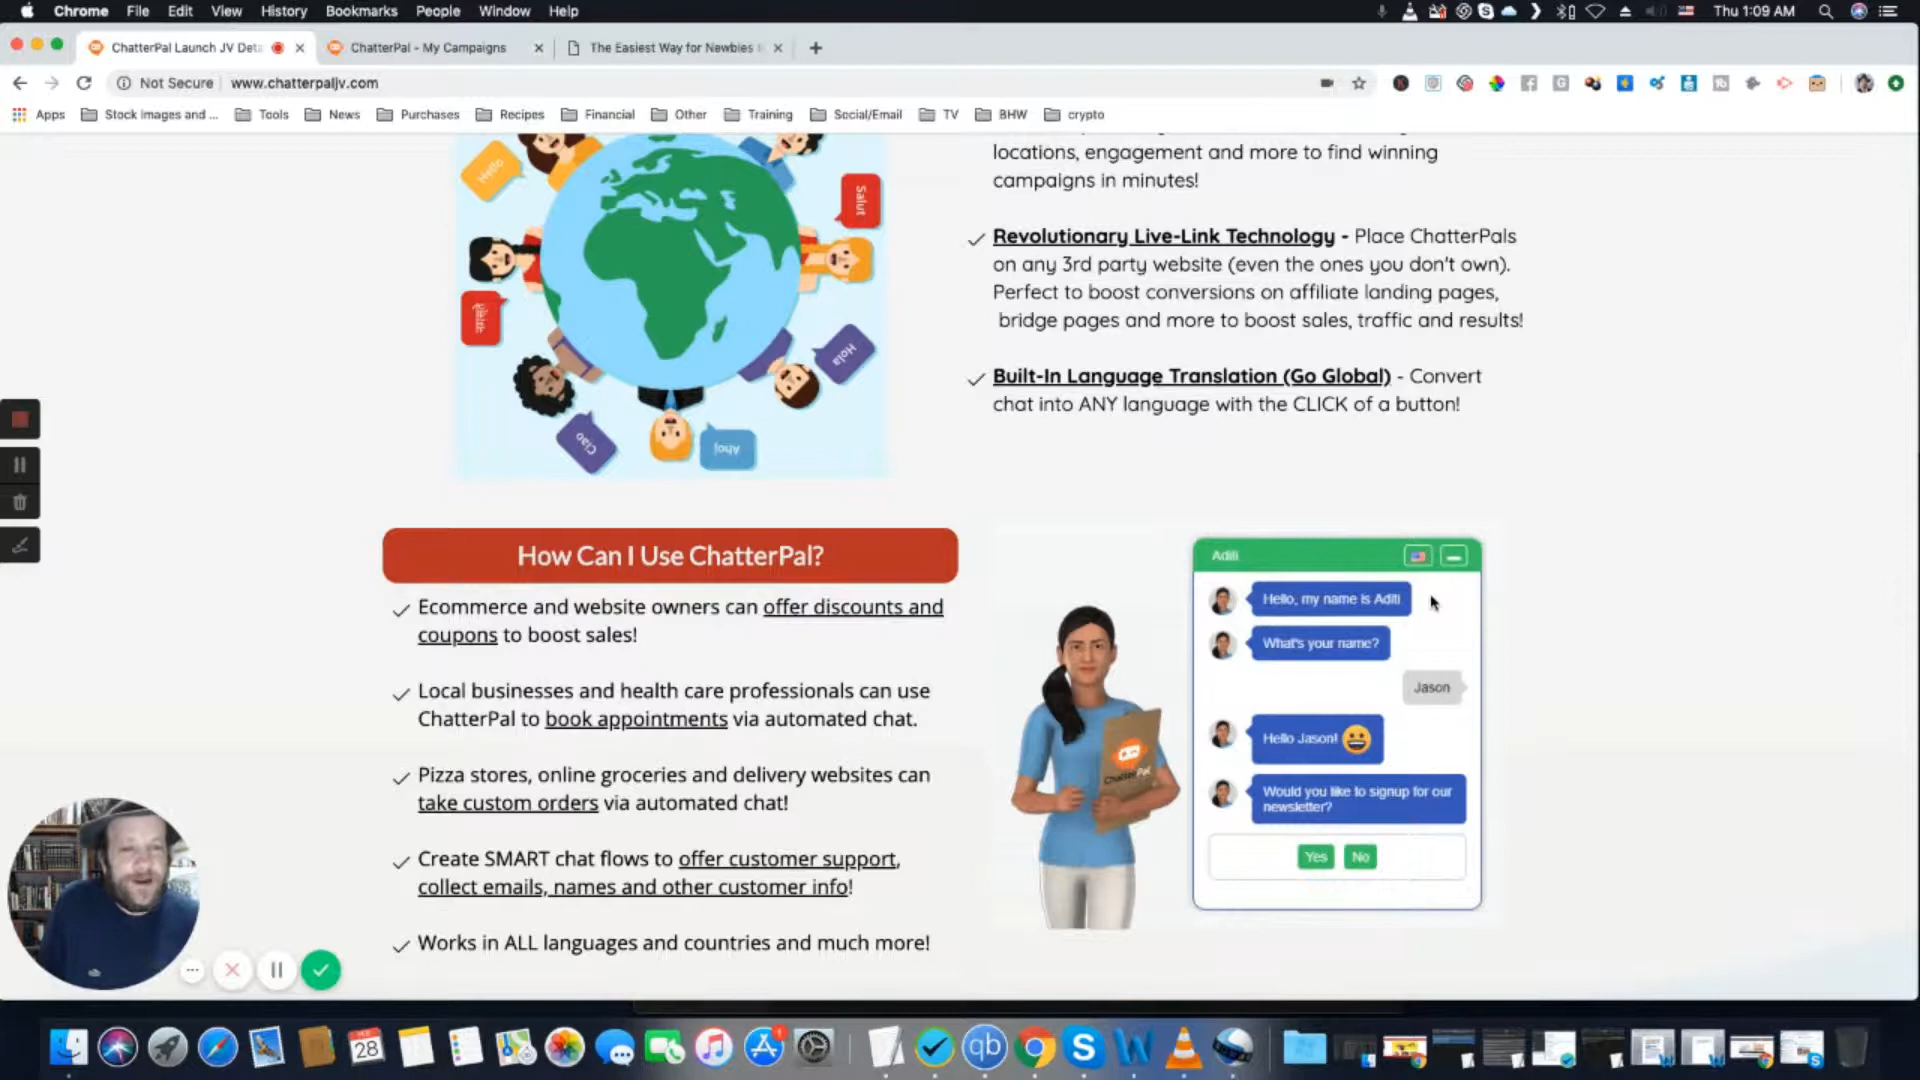 Chrome File Edit View History Bookmarks People Window Help Thu 1:09 AM
ChatterPal Launch JV Deta
ChatterPal - My Campaigns
The Easiest Way for Newbies
Not Secure www.chatterpaljv.com
Apps Stock Images and ... Tools News Purchases Recipes Financial Other Training Social/Email TV BHW crypto
locations, engagement and more to find winning
campaigns in minutes!
Revolutionary Live-Link Technology - Place ChatterPals
on any 3rd party website (even the ones you don't own).
Perfect to boost conversions on affiliate landing pages,
bridge pages and more to boost sales, traffic and results!
Built-In Language Translation (Go Global) - Convert
chat into ANY language with the CLICK of a button!
Hello
Salut
Hola
Ciao
Ahoj
How Can I Use ChatterPal?
Ecommerce and website owners can offer discounts and
coupons to boost sales!
Local businesses and health care professionals can use
ChatterPal to book appointments via automated chat.
Pizza stores, online groceries and delivery websites can
take custom orders via automated chat!
Create SMART chat flows to offer customer support,
collect emails, names and other customer info!
Works in ALL languages and countries and much more!
ChatterPal
Aditi
Hello, my name is Aditi
What's your name?
Jason
Hello Jason!
Would you like to signup for our
newsletter?
Yes No
28
qb